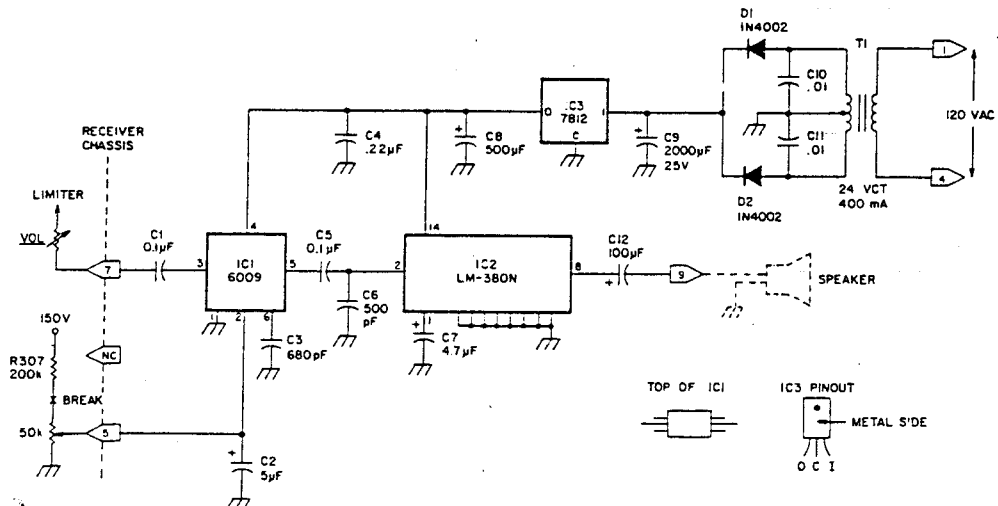 D1
1N4002
T1
1
C10
.01
120 VAC
C11
.01
4
D2
1N4002
24 VCT
400 mA
O
IC3
7812
C
I
+
C9
2000µF
25V
C4
.22µF
+
C8
500µF
RECEIVER
CHASSIS
LIMITER
VOL
7
C1
0.1µF
3
4
IC1
6009
5
1
2
6
C3
680pF
C5
0.1µF
C6
500
pF
2
14
IC2
LM-380N
8
1
+
C7
4.7µF
C12
100µF
+
9
SPEAKER
150V
R307
200k
NC
X BREAK
50k
5
+
C2
5µF
TOP OF IC1
IC3 PINOUT
METAL SIDE
O C I